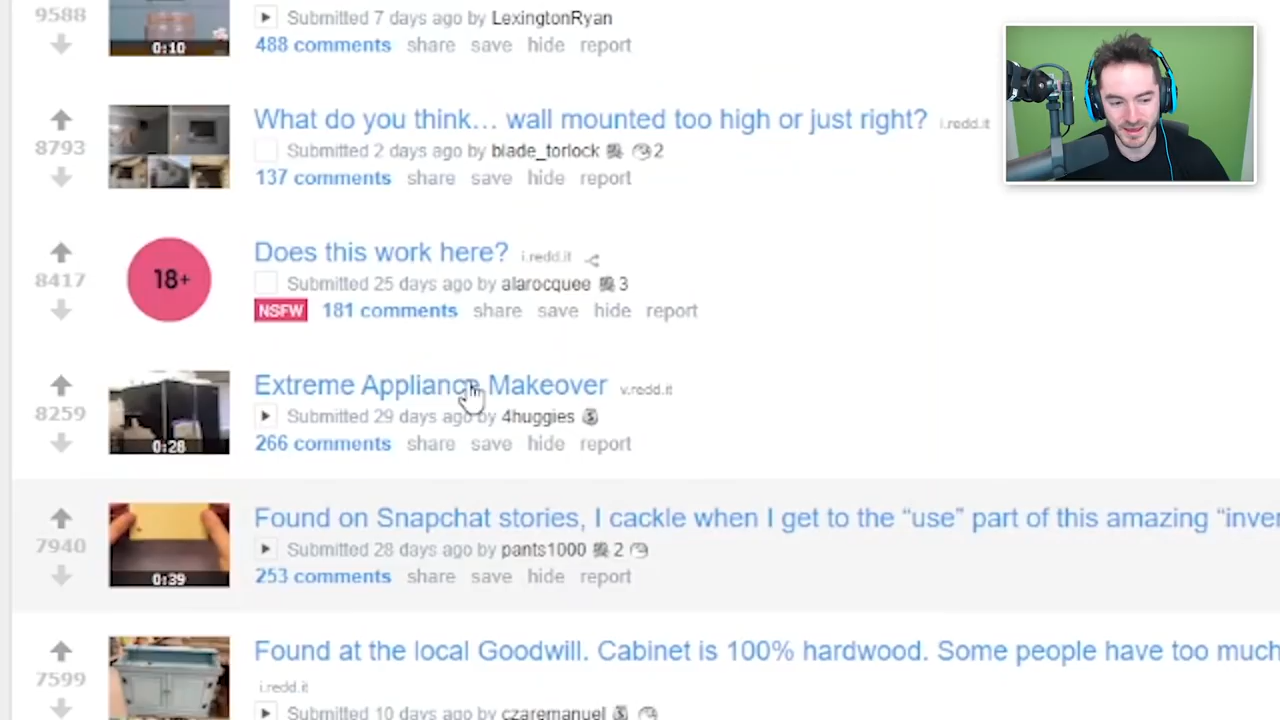 9588
0:10
Submitted 7 days ago by LexingtonRyan
488 comments share save hide report
8793
What do you think… wall mounted too high or just right? i.redd.it
Submitted 2 days ago by blade_torlock 2
137 comments share save hide report
8417
18+
Does this work here? i.redd.it
Submitted 25 days ago by alarocquee 3
NSFW 181 comments share save hide report
8259
0:28
Extreme Appliance Makeover v.redd.it
Submitted 29 days ago by 4huggies
266 comments share save hide report
7940
0:39
Found on Snapchat stories, I cackle when I get to the “use” part of this amazing “inver
Submitted 28 days ago by pants1000 2
253 comments share save hide report
7599
Found at the local Goodwill. Cabinet is 100% hardwood. Some people have too much
i.redd.it
Submitted 10 days ago by czaremanuel